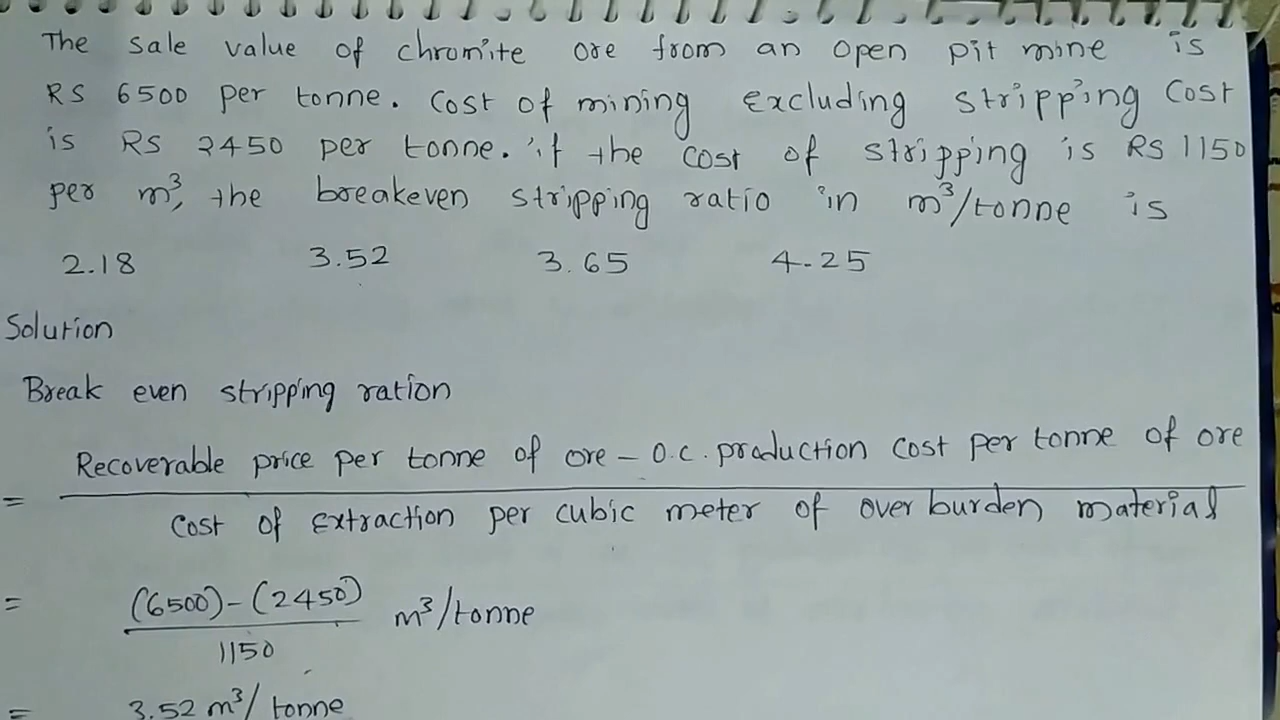 The sale value of chromite ore from an open pit mine is
RS 6500 per tonne. cost of mining excluding stripping cost
is RS 2450 per tonne. if the cost of stripping is RS 1150
per m³, the breakeven stripping ratio in m³/tonne is
2.18 3.52 3.65 4.25
Solution
Break even stripping ration
= Recoverable price per tonne of ore - O.C. production cost per tonne of ore
cost of extraction per cubic meter of over burden material
= (6500) - (2450) m³/tonne
1150
= 3.52 m³/tonne